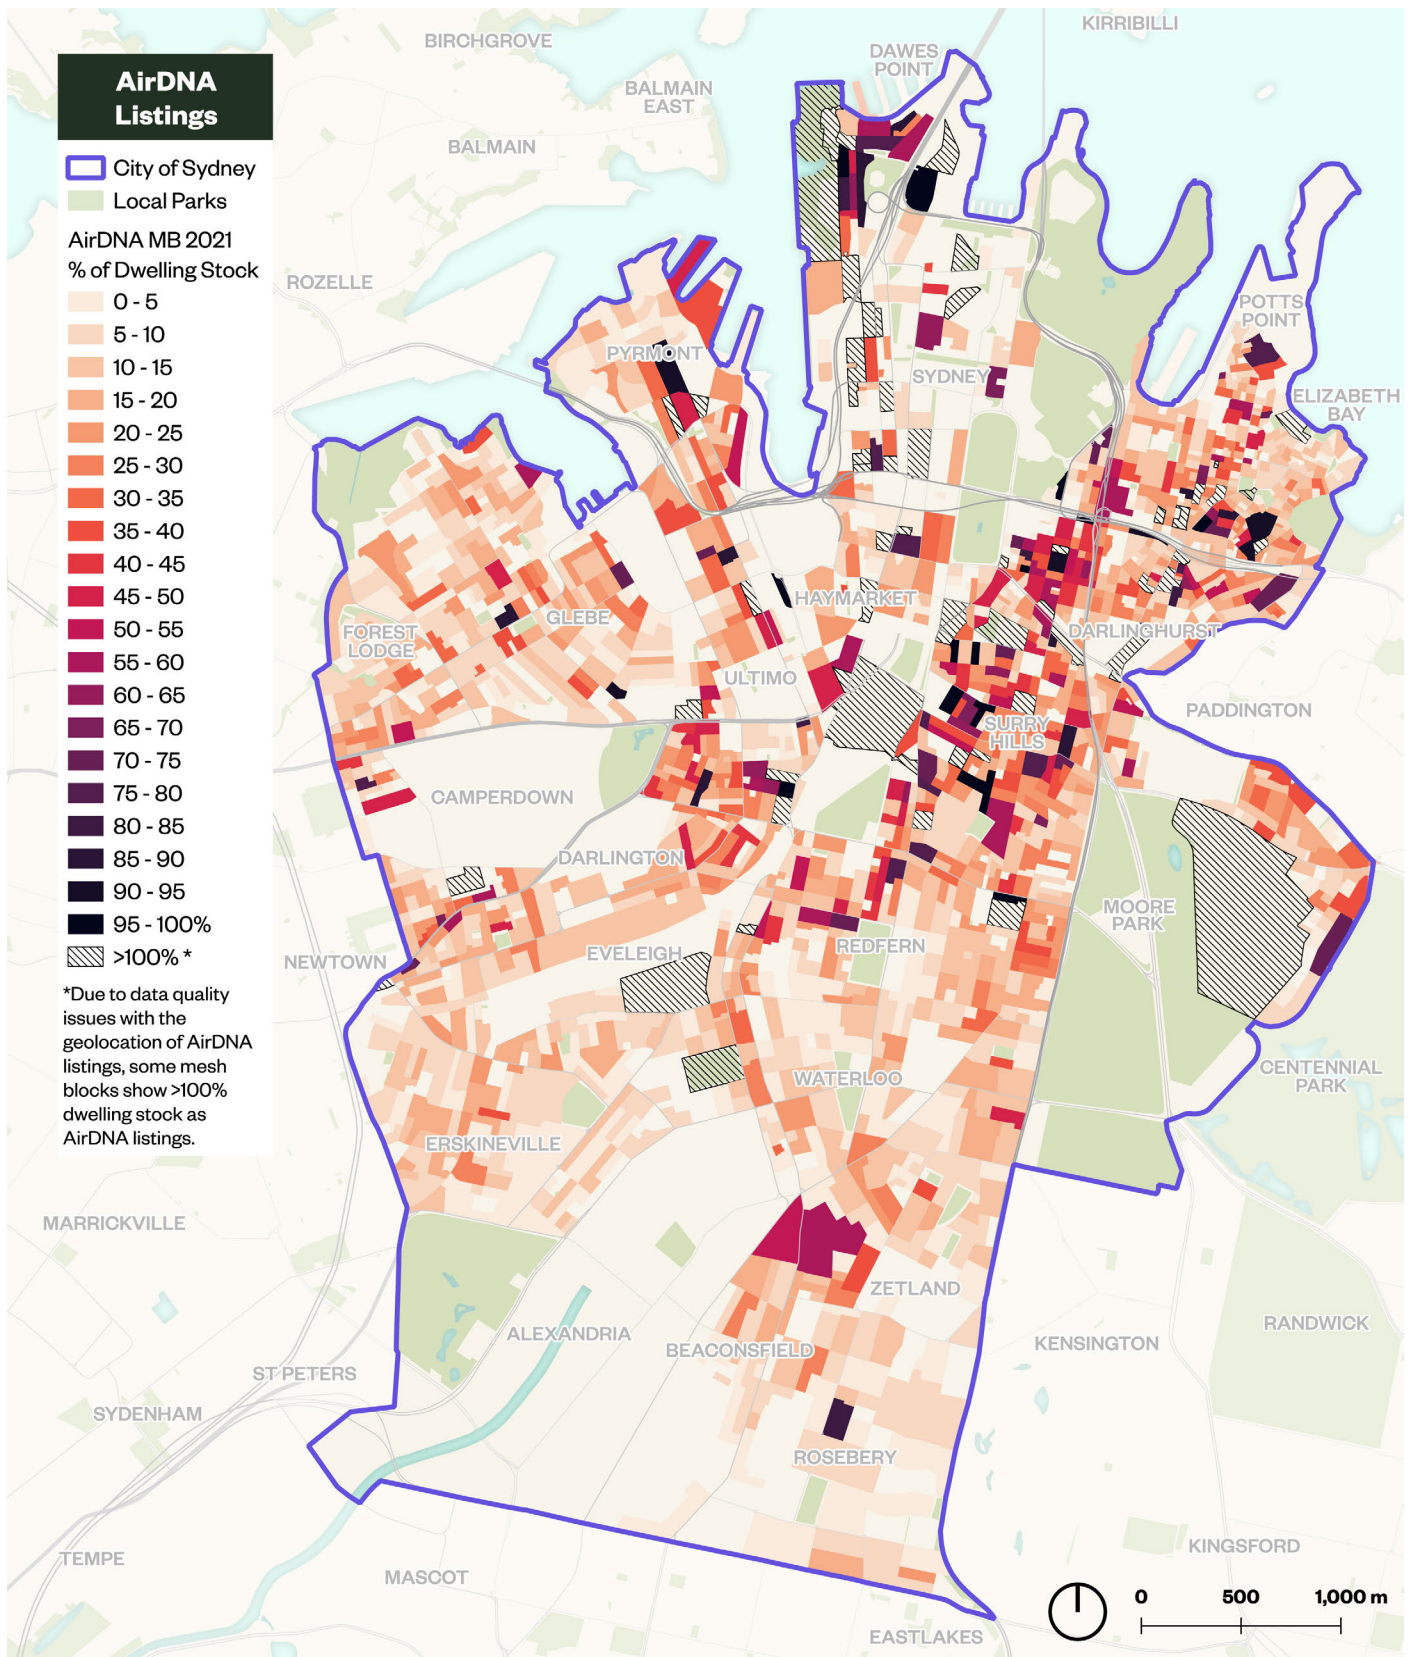 AirDNA
Listings
City of Sydney
Local Parks
AirDNA MB 2021
% of Dwelling Stock
0 - 5
5 - 10
10 - 15
15 - 20
20 - 25
25 - 30
30 - 35
35 - 40
40 - 45
45 - 50
50 - 55
55 - 60
60 - 65
65 - 70
70 - 75
75 - 80
80 - 85
85 - 90
90 - 95
95 - 100%
>100% *
*Due to data quality
issues with the
geolocation of AirDNA
listings, some mesh
blocks show >100%
dwelling stock as
AirDNA listings.
KIRRIBILLI
BIRCHGROVE
DAWES
POINT
BALMAIN
EAST
BALMAIN
ROZELLE
POTTS
POINT
PYRMONT
SYDNEY
ELIZABETH
BAY
HAYMARKET
GLEBE
FOREST
LODGE
DARLINGHURST
ULTIMO
PADDINGTON
SURRY
HILLS
CAMPERDOWN
DARLINGTON
MOORE
PARK
REDFERN
EVELEIGH
NEWTOWN
CENTENNIAL
PARK
WATERLOO
ERSKINEVILLE
MARRICKVILLE
ZETLAND
RANDWICK
ALEXANDRIA
KENSINGTON
BEACONSFIELD
ST PETERS
SYDENHAM
ROSEBERY
KINGSFORD
TEMPE
MASCOT
0 500 1,000 m
EASTLAKES